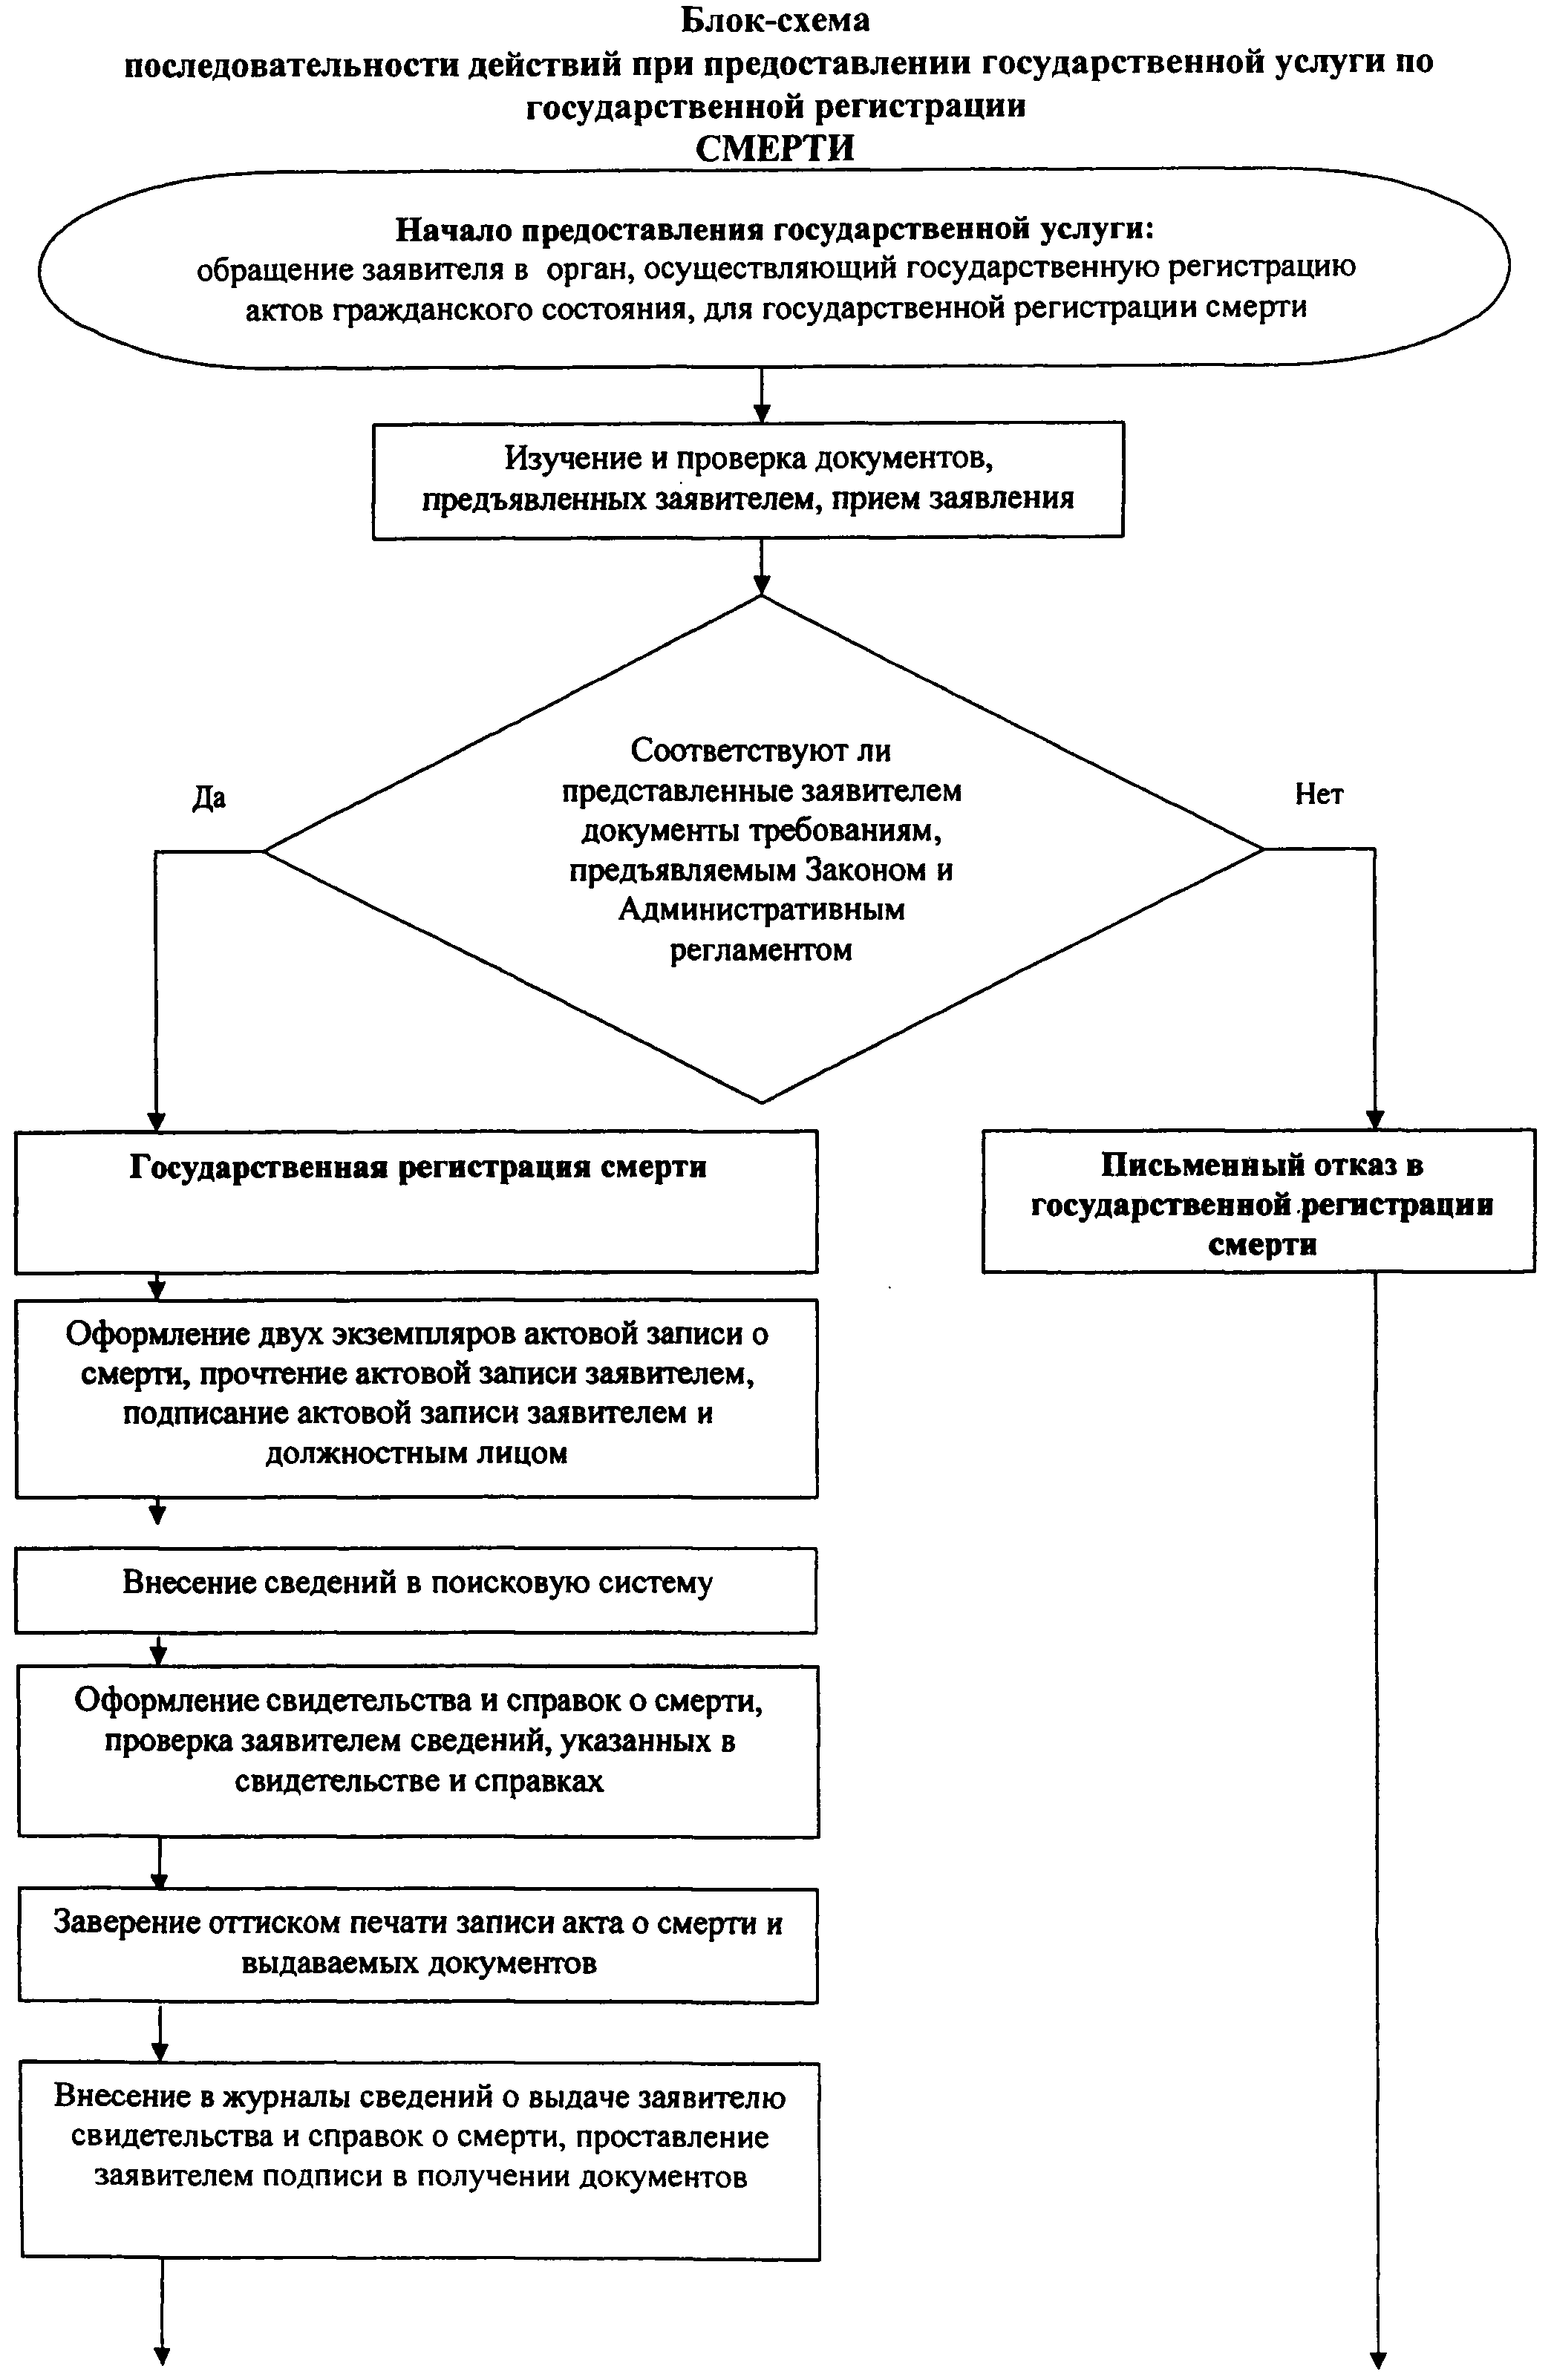 Блок-схема
последовательности действий при предоставлении государственной услуги по
государственной регистрации
СМЕРТИ
Начало предоставления государственной услуги:
обращение заявителя в орган, осуществляющий государственную регистрацию
актов гражданского состояния, для государственной регистрации смерти
Изучение и проверка документов,
предъявленных заявителем, прием заявления
Соответствуют ли
представленные заявителем
документы требованиям,
предъявляемым Законом и
Административным
регламентом
Да
Нет
Государственная регистрация смерти
Письменный отказ в
государственной регистрации
смерти
Оформление двух экземпляров актовой записи о
смерти, прочтение актовой записи заявителем,
подписание актовой записи заявителем и
должностным лицом
Внесение сведений в поисковую систему
Оформление свидетельства и справок о смерти,
проверка заявителем сведений, указанных в
свидетельстве и справках
Заверение оттиском печати записи акта о смерти и
выдаваемых документов
Внесение в журналы сведений о выдаче заявителю
свидетельства и справок о смерти, проставление
заявителем подписи в получении документов